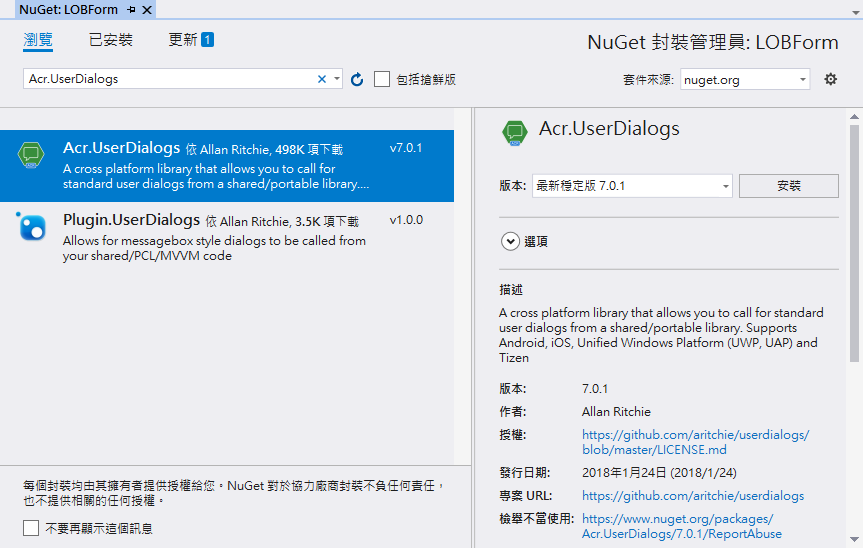 NuGet: LOBForm
瀏覽 已安裝 更新 1
NuGet 封裝管理員: LOBForm
Acr.UserDialogs
包括搶鮮版
套件來源: nuget.org
Acr.UserDialogs 依 Allan Ritchie, 498K 項下載 v7.0.1
A cross platform library that allows you to call for
standard user dialogs from a shared/portable library....
Plugin.UserDialogs 依 Allan Ritchie, 3.5K 項下載 v1.0.0
Allows for messagebox style dialogs to be called from
your shared/PCL/MVVM code
每個封裝均由其擁有者提供授權給您。NuGet 對於協力廠商封裝不負任何責任，
也不提供相關的任何授權。
不要再顯示這個訊息
Acr.UserDialogs
版本: 最新穩定版 7.0.1 安裝
選項
描述
A cross platform library that allows you to call for standard
user dialogs from a shared/portable library. Supports
Android, iOS, Unified Windows Platform (UWP, UAP) and
Tizen
版本: 7.0.1
作者: Allan Ritchie
授權: https://github.com/aritchie/userdialogs/
blob/master/LICENSE.md
發行日期: 2018年1月24日 (2018/1/24)
專案 URL: https://github.com/aritchie/userdialogs
檢舉不當使用: https://www.nuget.org/packages/
Acr.UserDialogs/7.0.1/ReportAbuse